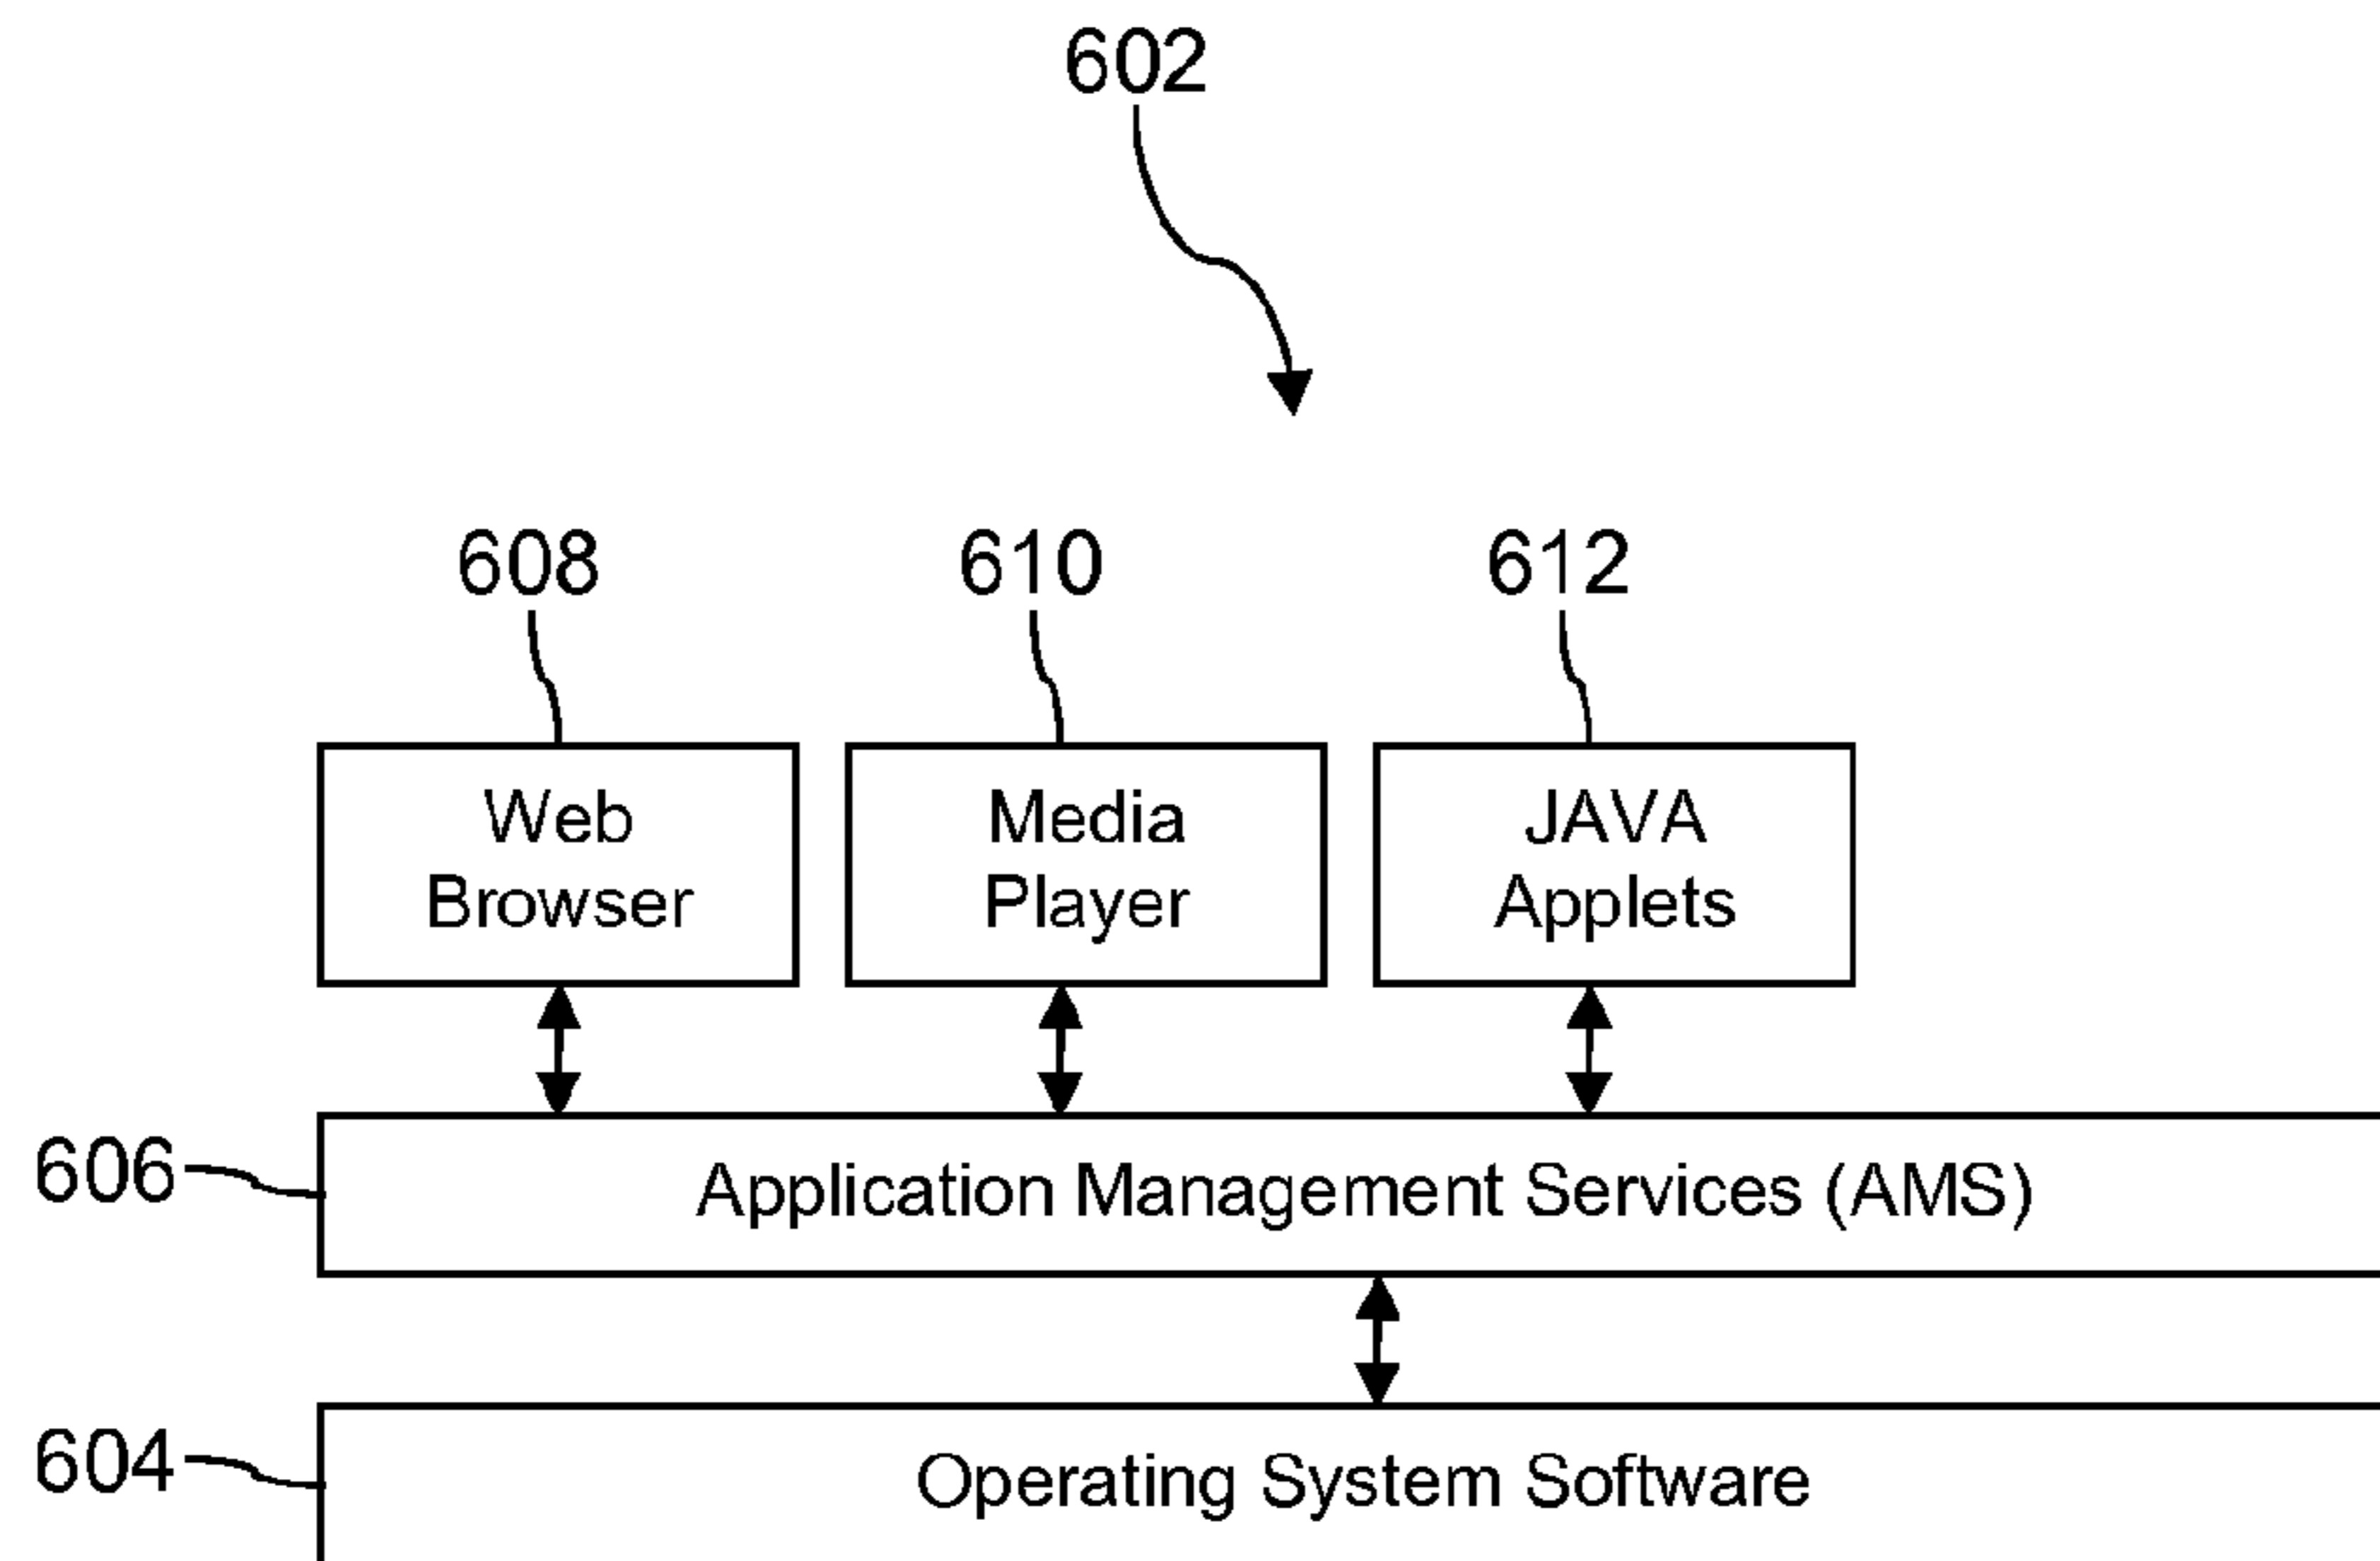 602
608
610
612
Web
Browser
Media
Player
JAVA
Applets
606
Application Management Services (AMS)
604
Operating System Software